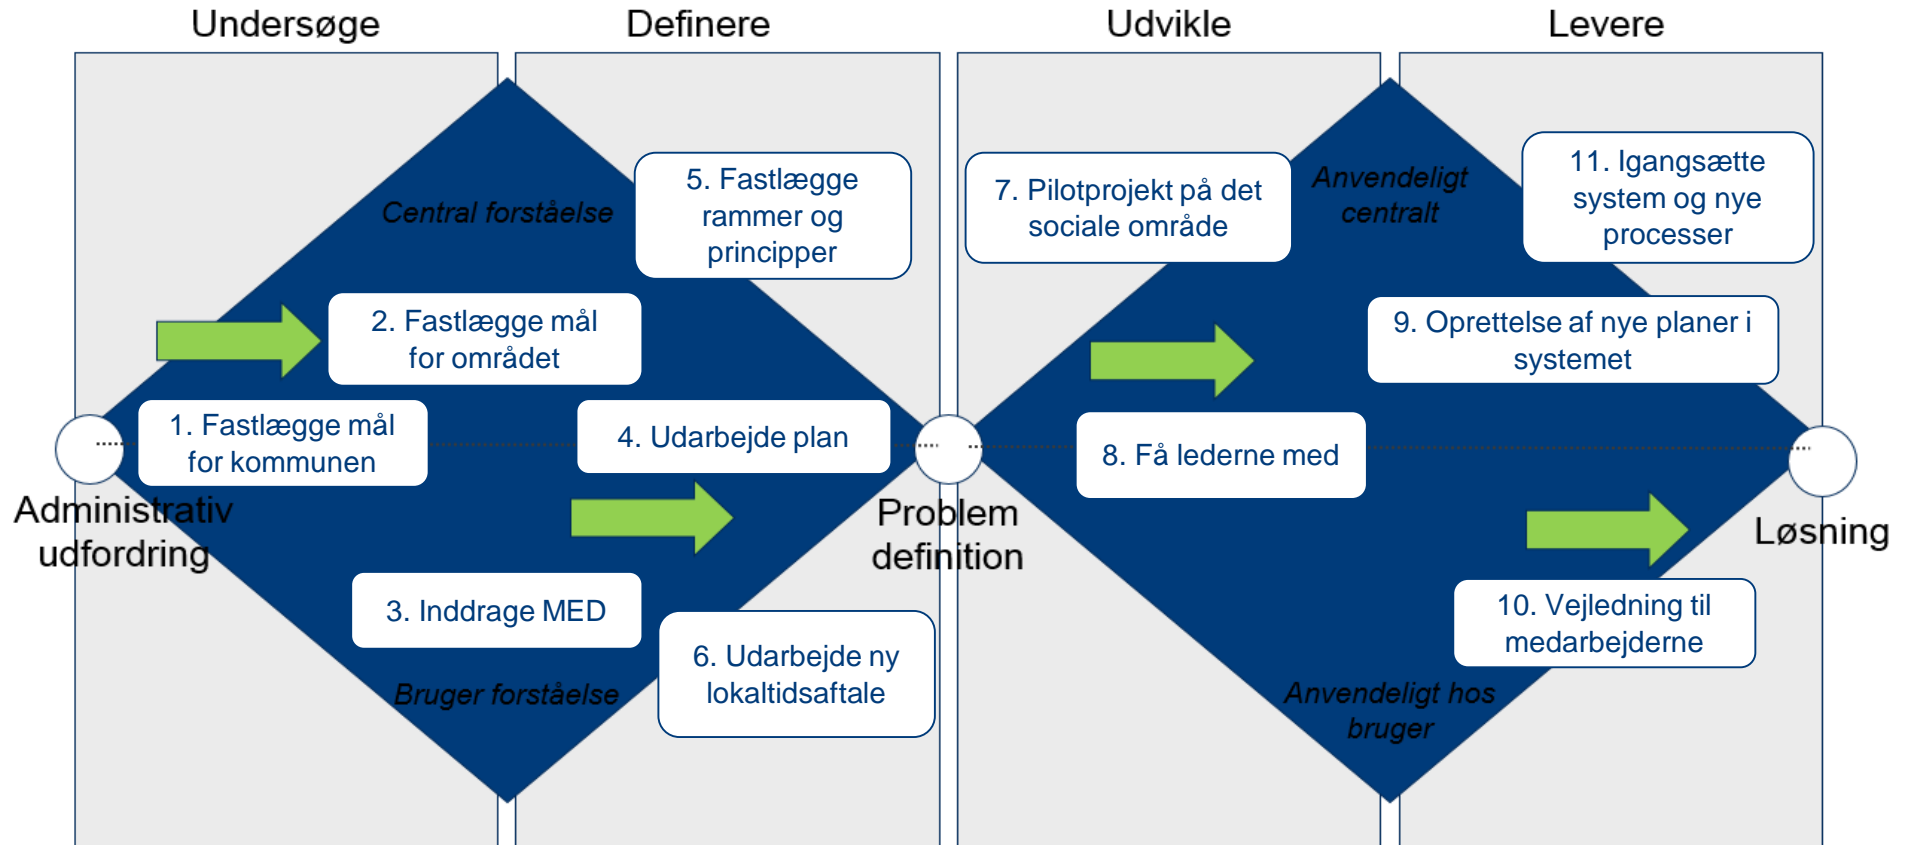 Undersøge
Definere
Udvikle
Levere
Central forståelse
5. Fastlægge
rammer og
principper
7. Pilotprojekt på det
sociale område
Anvendeligt
centralt
11. Igangsætte
system og nye
processer
2. Fastlægge mål
for området
9. Oprettelse af nye planer i
systemet
1. Fastlægge mål
for kommunen
4. Udarbejde plan
8. Få lederne med
Administrativ
udfordring
Problem
definition
Løsning
3. Inddrage MED
6. Udarbejde ny
lokaltidsaftale
10. Vejledning til
medarbejderne
Bruger forståelse
Anvendeligt hos
bruger